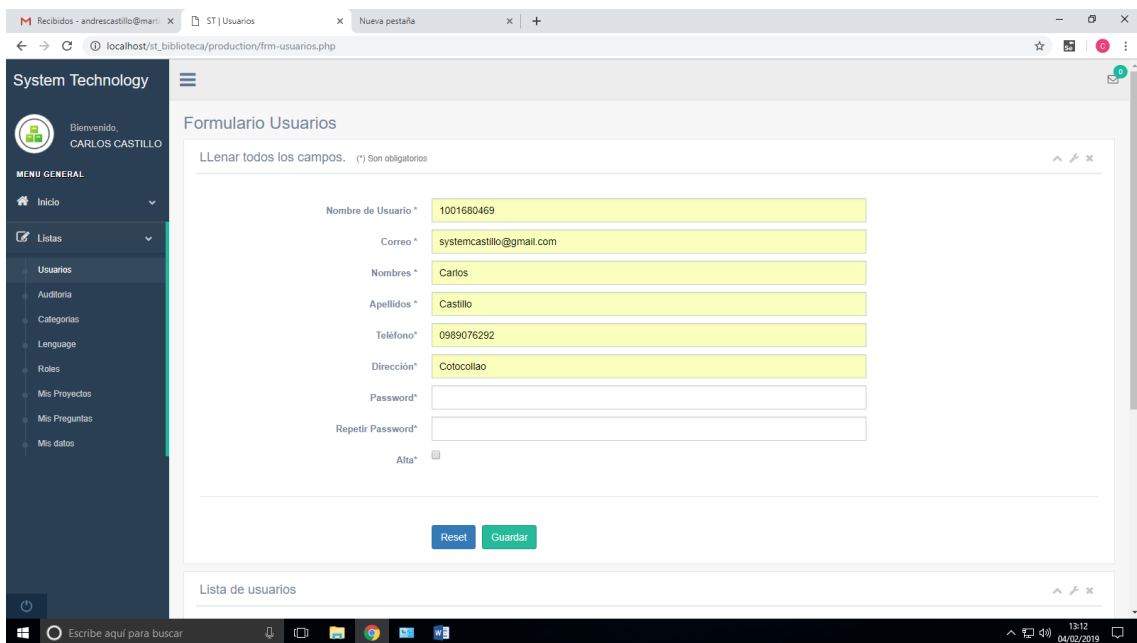 Recibidos - andrescastillo@marti
ST | Usuarios
Nueva pestaña
localhost/st_biblioteca/production/frm-usuarios.php
C
System Technology
0
Bienvenido,
CARLOS CASTILLO
MENU GENERAL
Inicio
Listas
Usuarios
Auditoria
Categorias
Lenguage
Roles
Mis Proyectos
Mis Preguntas
Mis datos
Formulario Usuarios
LLenar todos los campos. (*) Son obligatorios
Nombre de Usuario * 1001680469
Correo * systemcastillo@gmail.com
Nombres * Carlos
Apellidos * Castillo
Teléfono* 0989076292
Dirección* Cotocollao
Password*
Repetir Password*
Alta*
Reset Guardar
Lista de usuarios
Escribe aquí para buscar
13:12
04/02/2019